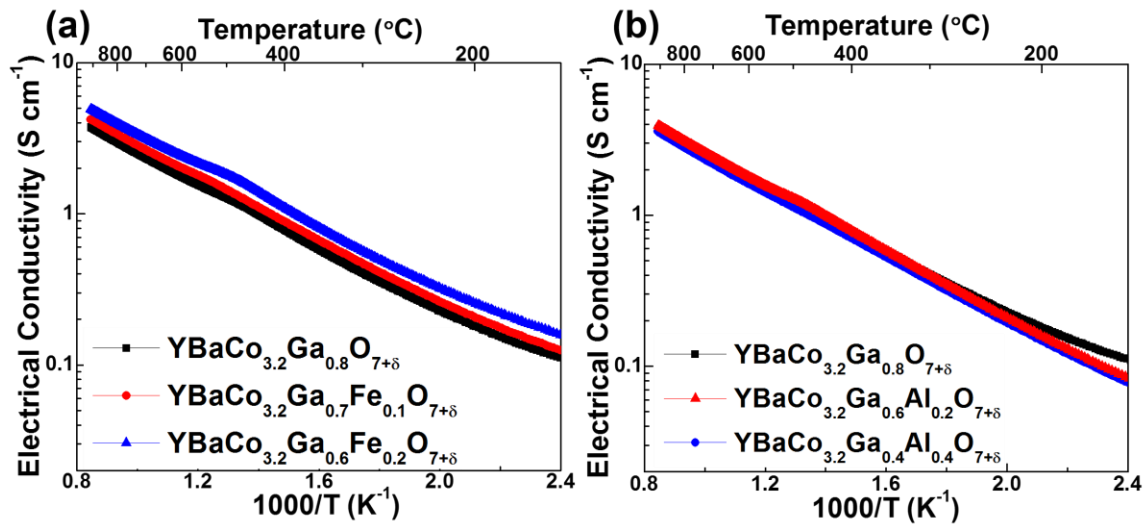 (a)
Temperature (°C)
800 600 400 200
10
1
0.1
Electrical Conductivity (S cm⁻¹)
YBaCo₃.₂Ga₀.₈O₇₊δ
YBaCo₃.₂Ga₀.₇Fe₀.₁O₇₊δ
YBaCo₃.₂Ga₀.₆Fe₀.₂O₇₊δ
0.8 1.2 1.6 2.0 2.4
1000/T (K⁻¹)
(b)
Temperature (°C)
800 600 400 200
10
1
0.1
Electrical Conductivity (S cm⁻¹)
YBaCo₃.₂Ga₀.₈O₇₊δ
YBaCo₃.₂Ga₀.₆Al₀.₂O₇₊δ
YBaCo₃.₂Ga₀.₄Al₀.₄O₇₊δ
0.8 1.2 1.6 2.0 2.4
1000/T (K⁻¹)